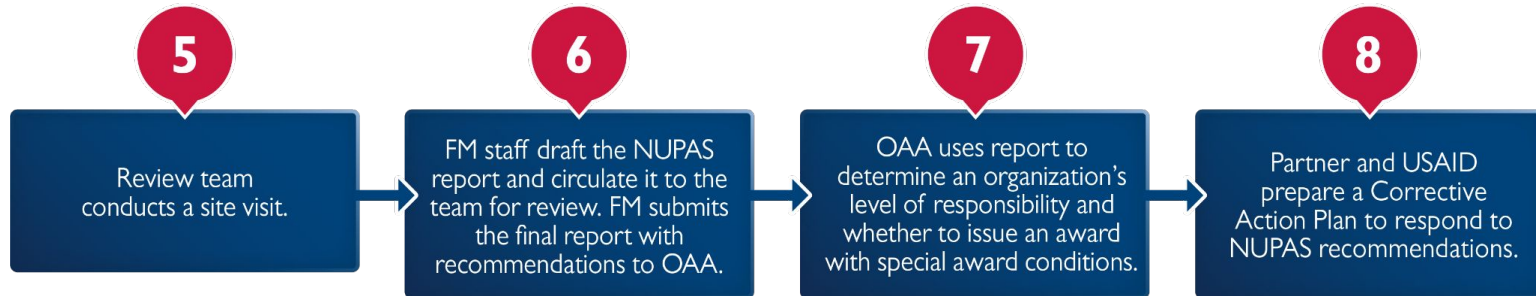 5
Review team
conducts a site visit.
6
FM staff draft the NUPAS
report and circulate it to the
team for review. FM submits
the final report with
recommendations to OAA.
7
OAA uses report to
determine an organization's
level of responsibility and
whether to issue an award
with special award conditions.
8
Partner and USAID
prepare a Corrective
Action Plan to respond to
NUPAS recommendations.